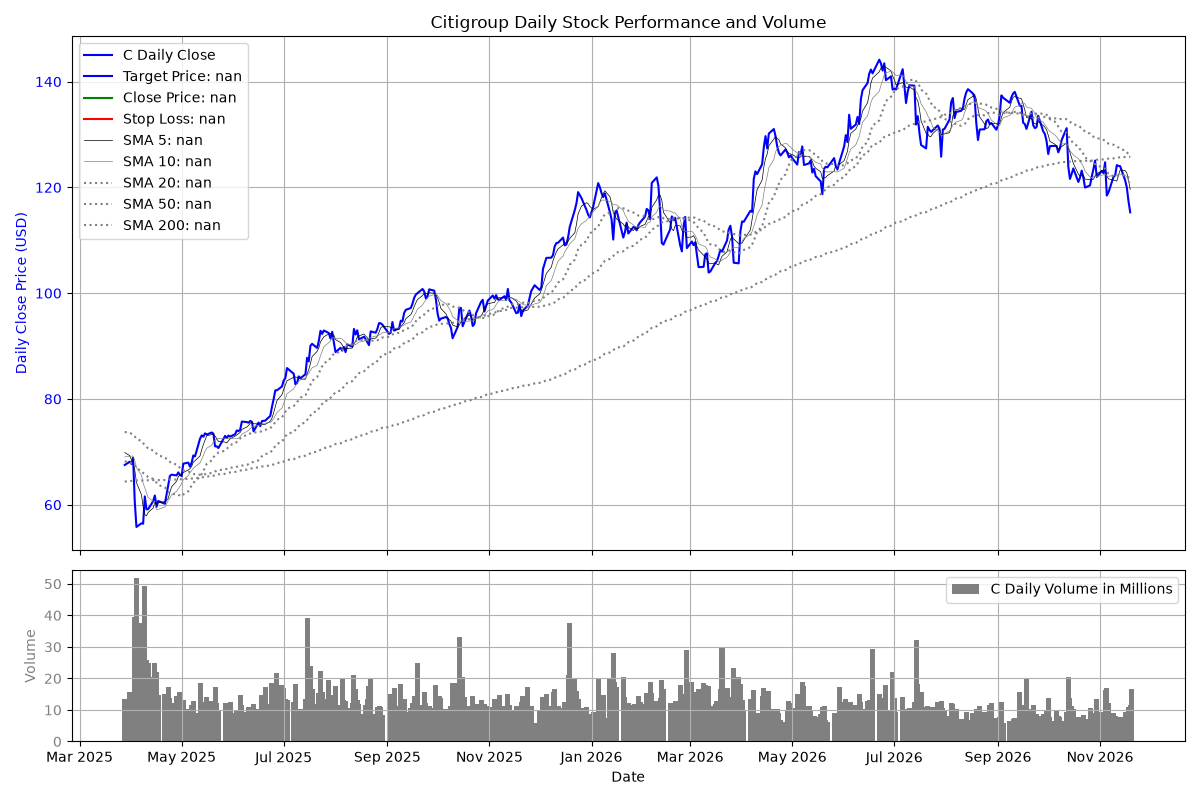 Citigroup Daily Stock Performance and Volume
C Daily Close
Target Price: nan
Close Price: nan
Stop Loss: nan
SMA 5: nan
SMA 10: nan
SMA 20: nan
SMA 50: nan
SMA 200: nan
Daily Close Price (USD)
140
120
100
80
60
C Daily Volume in Millions
Volume
50
40
30
20
10
0
Mar 2025 May 2025 Jul 2025 Sep 2025 Nov 2025 Jan 2026 Mar 2026 May 2026 Jul 2026 Sep 2026 Nov 2026
Date